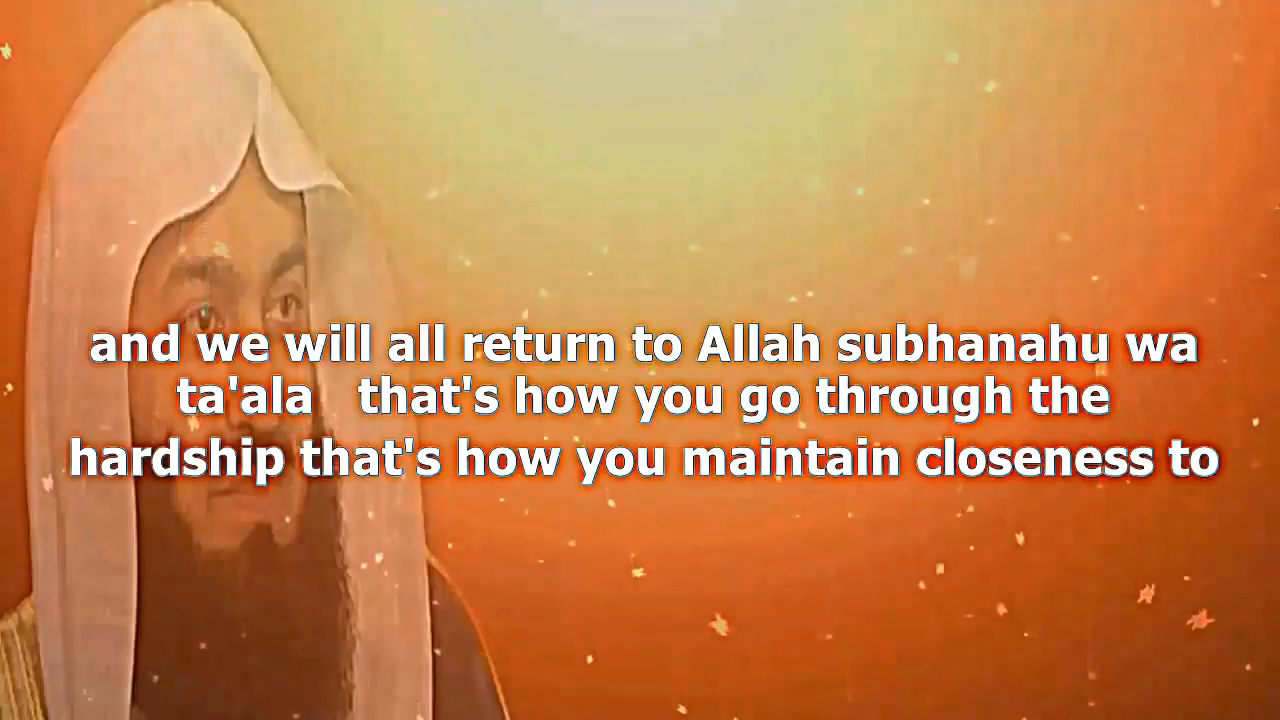 and we will all return to Allah subhanahu wa
ta'ala   that's how you go through the
hardship that's how you maintain closeness to